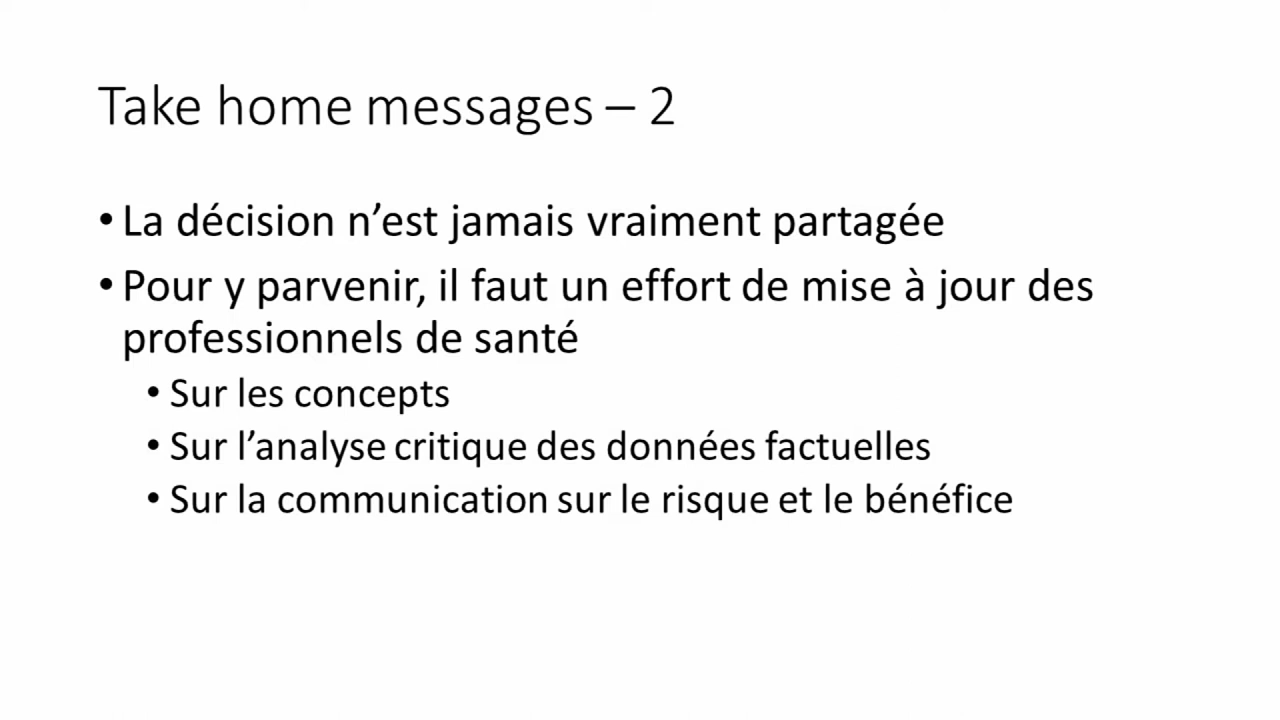 Take home messages – 2
• La décision n’est jamais vraiment partagée
• Pour y parvenir, il faut un effort de mise à jour des
professionnels de santé
• Sur les concepts
• Sur l’analyse critique des données factuelles
• Sur la communication sur le risque et le bénéfice